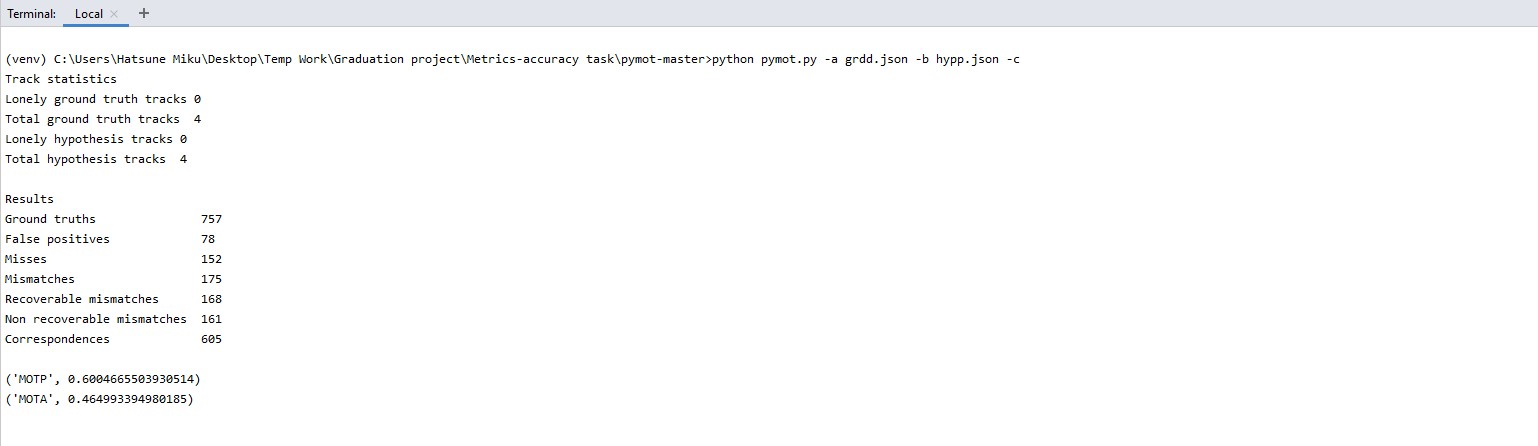 Terminal: Local × +
(venv) C:\Users\Hatsune Miku\Desktop\Temp Work\Graduation project\Metrics-accuracy task\pymot-master>python pymot.py -a grdd.json -b hypp.json -c
Track statistics
Lonely ground truth tracks 0
Total ground truth tracks  4
Lonely hypothesis tracks 0
Total hypothesis tracks  4
Results
Ground truths               757
False positives             78
Misses                      152
Mismatches                  175
Recoverable mismatches      168
Non recoverable mismatches  161
Correspondences             605
('MOTP', 0.6004665503930514)
('MOTA', 0.464993394980185)